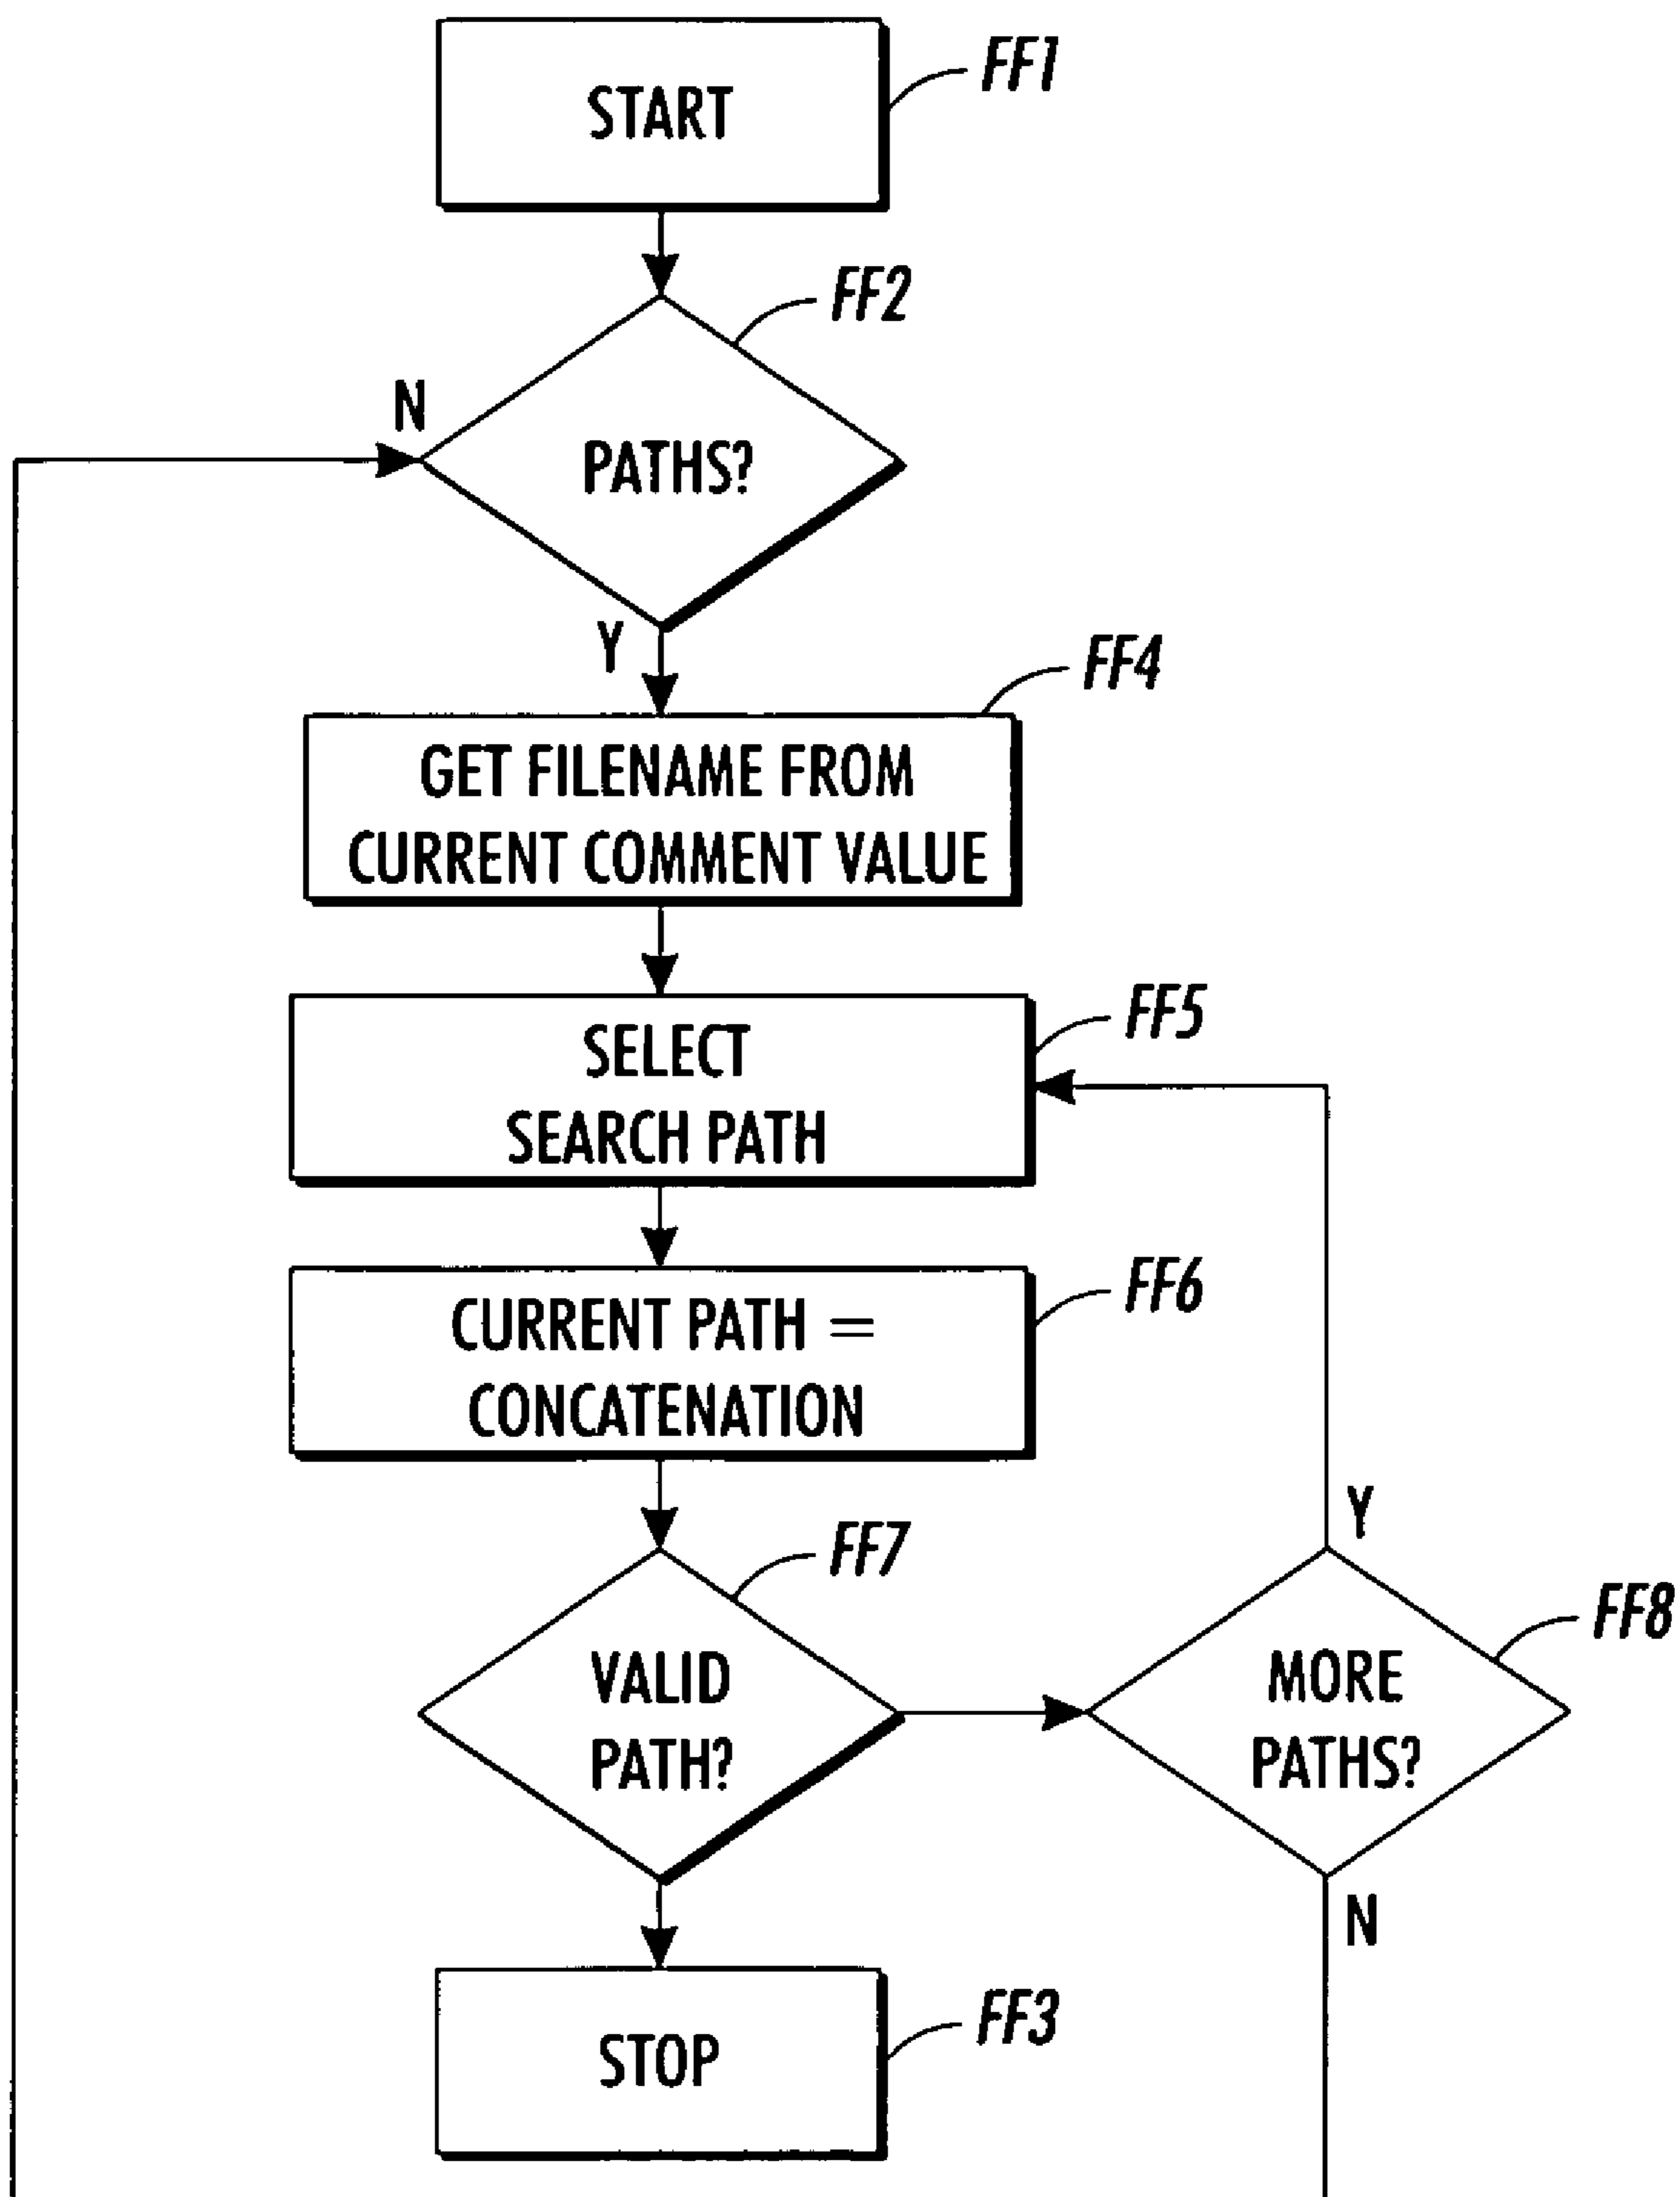 START
FF1
FF2
N
PATHS?
Y
FF4
GET FILENAME FROM
CURRENT COMMENT VALUE
FF5
SELECT
SEARCH PATH
FF6
CURRENT PATH =
CONCATENATION
FF7
VALID
PATH?
Y
FF8
MORE
PATHS?
N
FF3
STOP